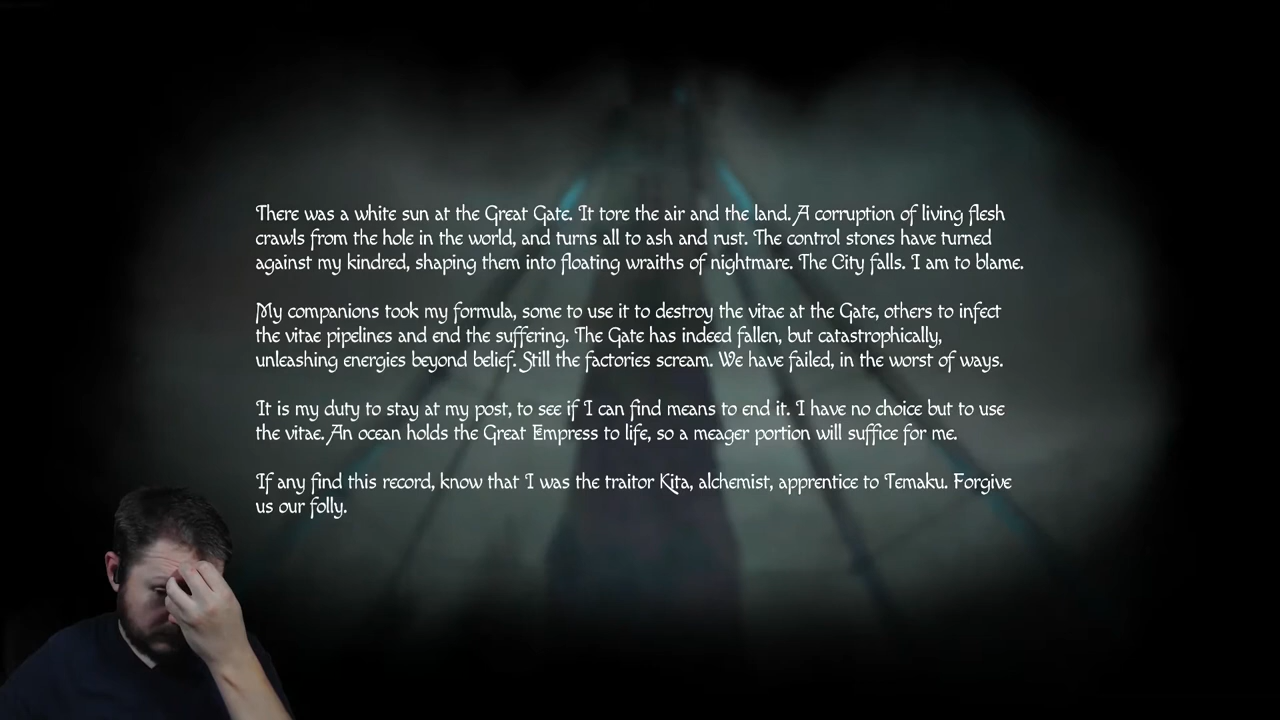 There was a white sun at the Great Gate. It tore the air and the land. A corruption of living flesh
crawls from the hole in the world, and turns all to ash and rust. The control stones have turned
against my kindred, shaping them into floating wraiths of nightmare. The City falls. I am to blame.
My companions took my formula, some to use it to destroy the vitae at the Gate, others to infect
the vitae pipelines and end the suffering. The Gate has indeed fallen, but catastrophically,
unleashing energies beyond belief. Still the factories scream. We have failed, in the worst of ways.
It is my duty to stay at my post, to see if I can find means to end it. I have no choice but to use
the vitae. An ocean holds the Great Empress to life, so a meager portion will suffice for me.
If any find this record, know that I was the traitor Kita, alchemist, apprentice to Temaku. Forgive
us our folly.